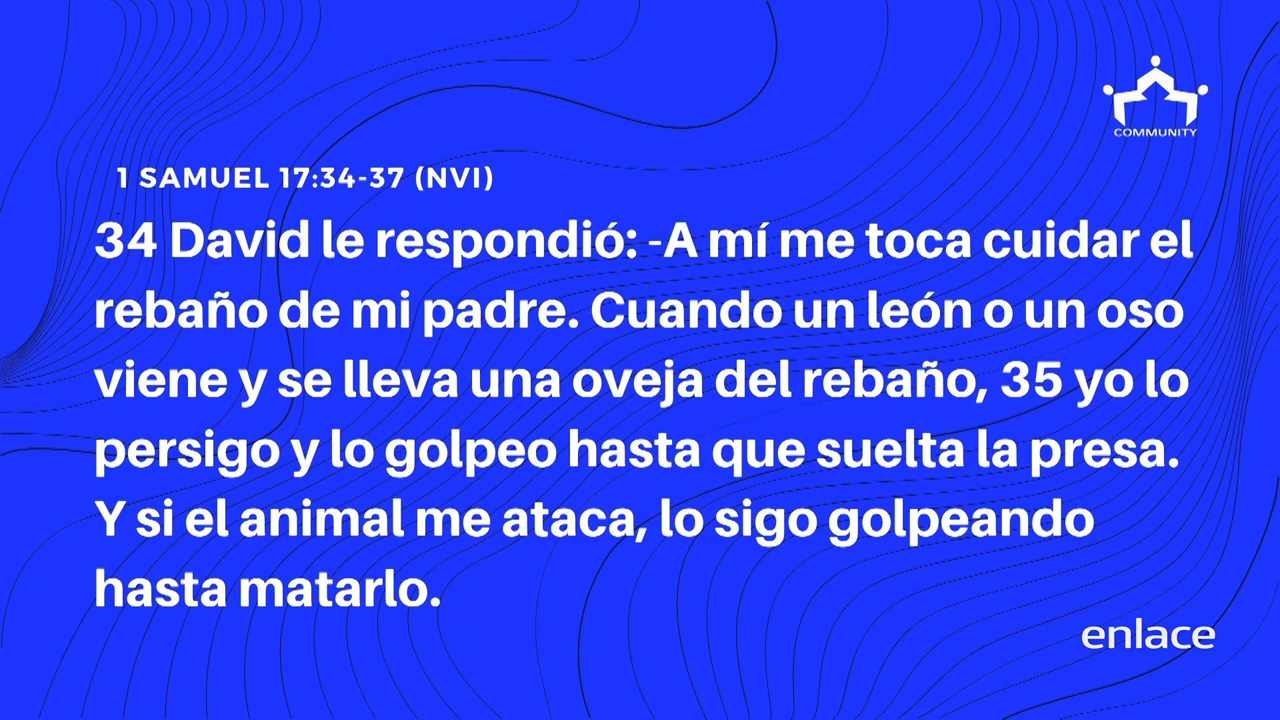 COMMUNITY
1 SAMUEL 17:34-37 (NVI)
34 David le respondió: -A mí me toca cuidar el
rebaño de mi padre. Cuando un león o un oso
viene y se lleva una oveja del rebaño, 35 yo lo
persigo y lo golpeo hasta que suelta la presa.
Y si el animal me ataca, lo sigo golpeando
hasta matarlo.
enlace